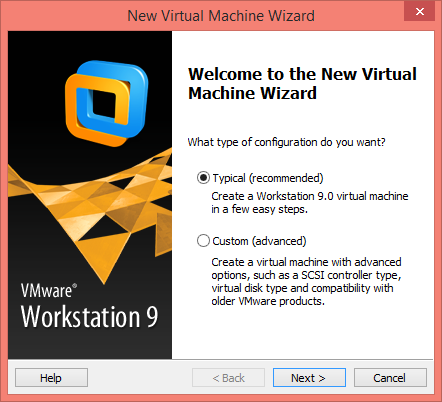 New Virtual Machine Wizard
Welcome to the New Virtual
Machine Wizard
What type of configuration do you want?
Typical (recommended)
Create a Workstation 9.0 virtual machine
in a few easy steps.
Custom (advanced)
Create a virtual machine with advanced
options, such as a SCSI controller type,
virtual disk type and compatibility with
older VMware products.
VMware®
Workstation 9
Help
< Back
Next >
Cancel